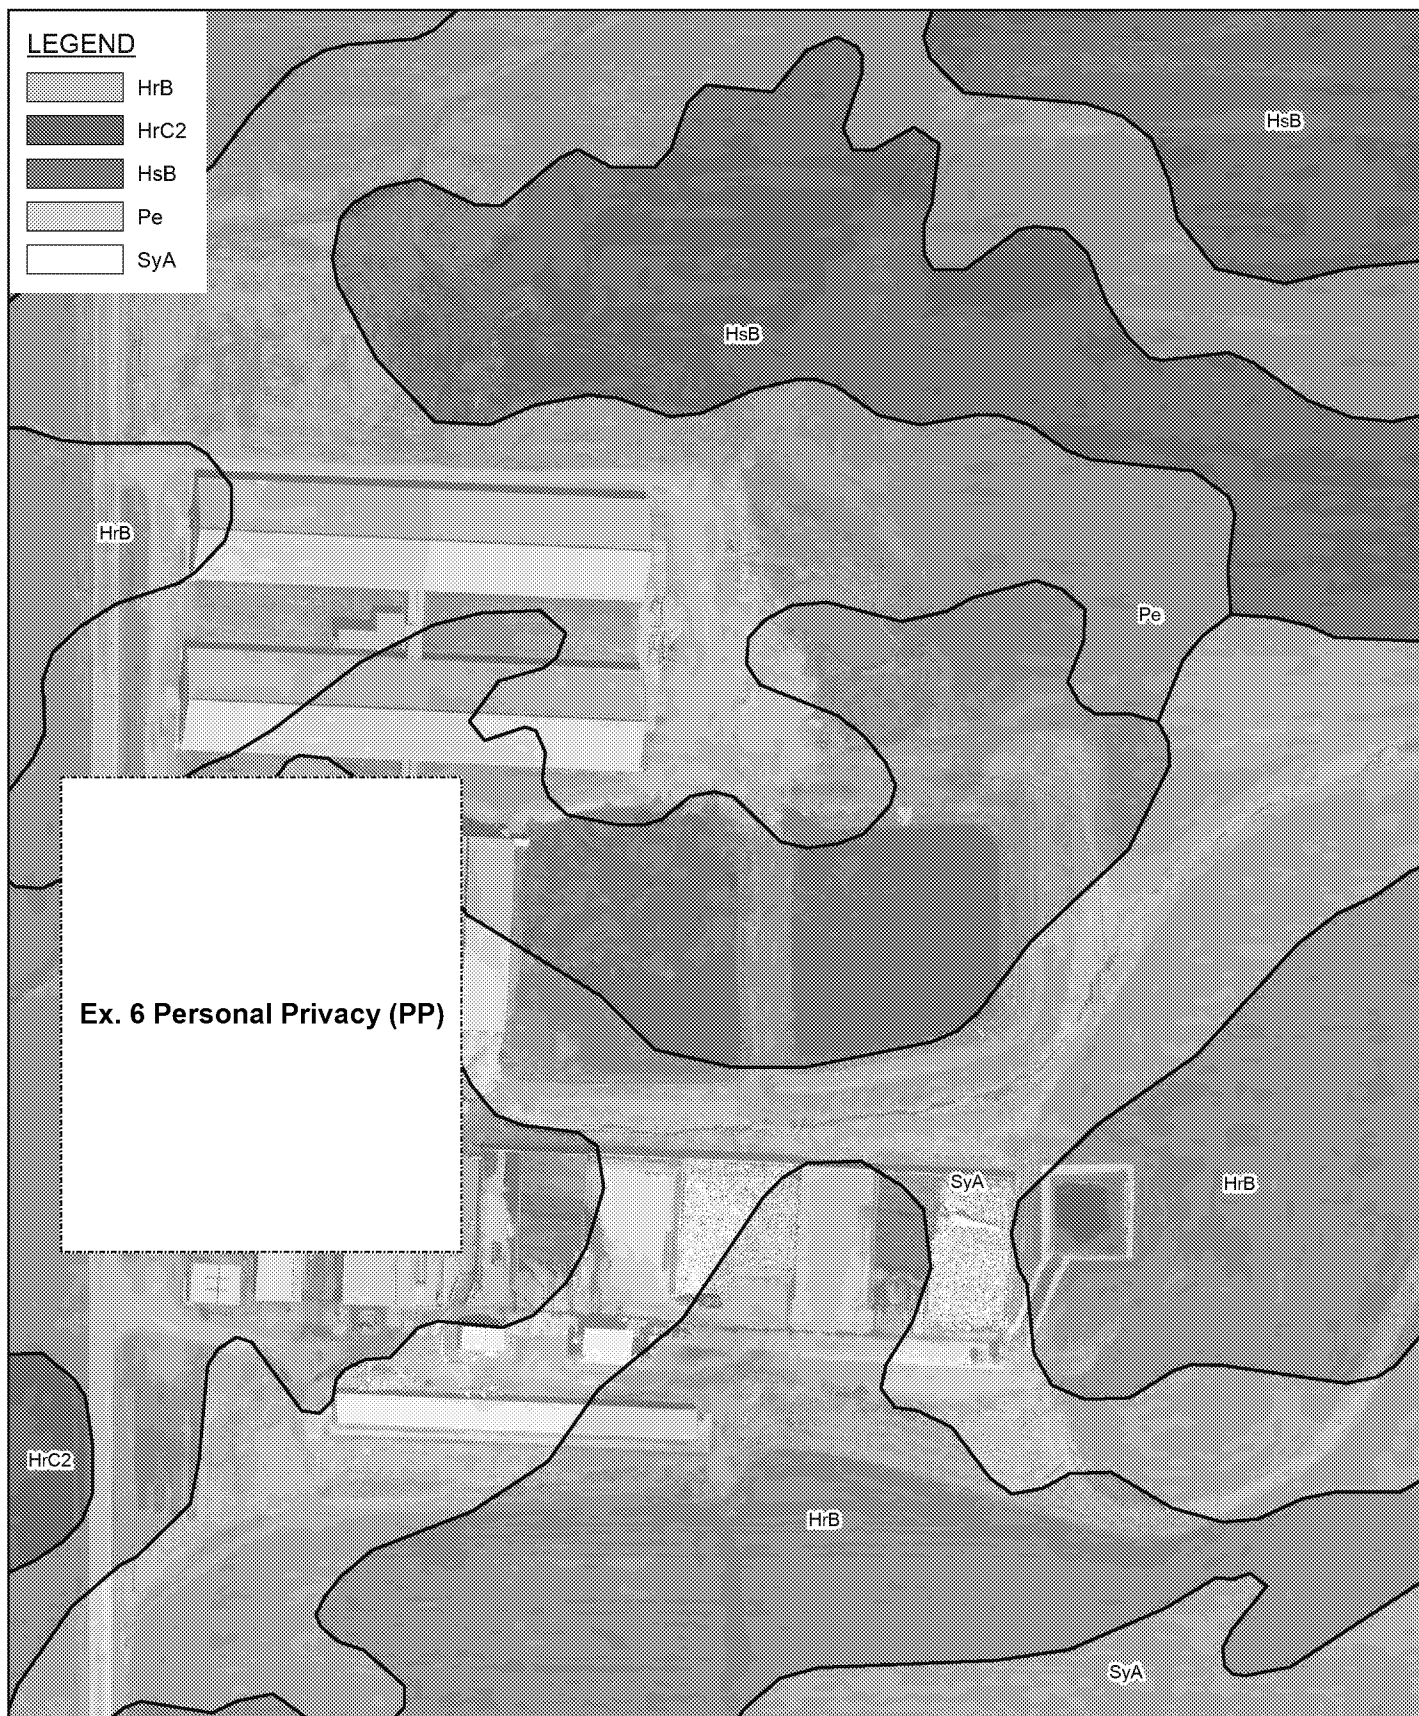 LEGEND
HrB
HrC2
HsB
Pe
SyA
HsB
HsB
HrB
Pe
Ex. 6 Personal Privacy (PP)
SyA
HrB
HrC2
HrB
SyA